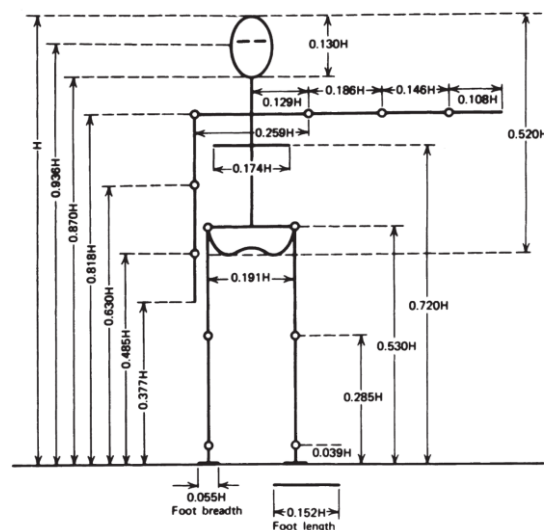 0.130H
0.186H
0.146H
0.129H
0.108H
0.259H
0.520H
0.174H
H
0.936H
0.870H
0.818H
0.630H
0.485H
0.377H
0.191H
0.720H
0.530H
0.285H
0.039H
0.055H
Foot breadth
0.152H
Foot length